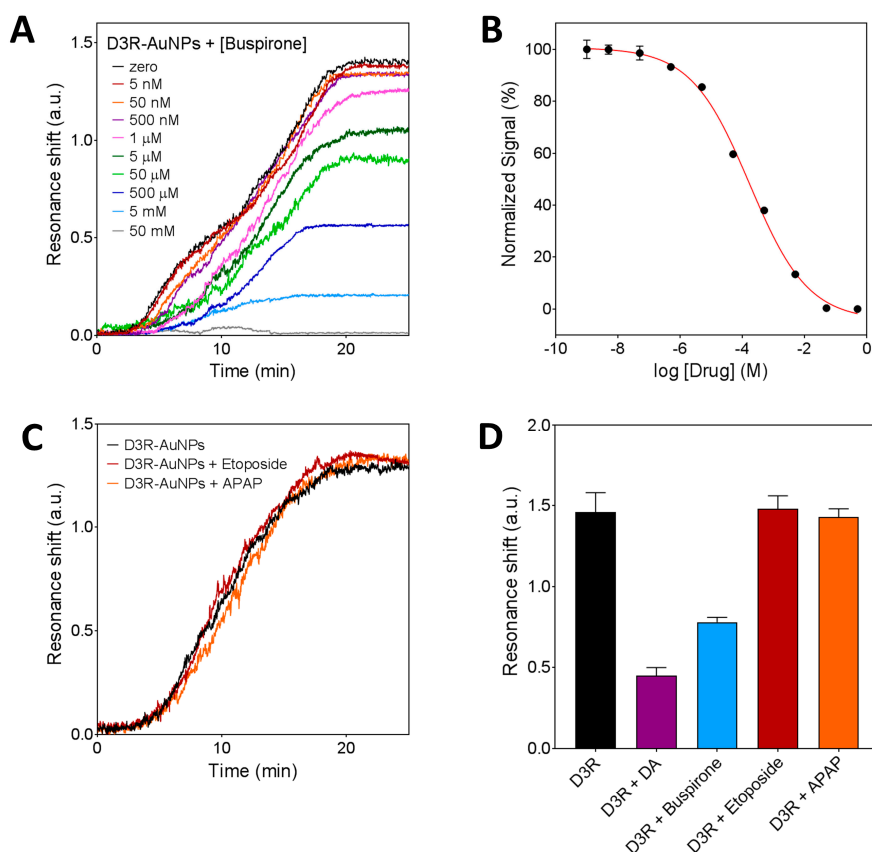 A
D3R-AuNPs + [Buspirone]
zero
5 nM
50 nM
500 nM
1 μM
5 μM
50 μM
500 μM
5 mM
50 mM
Resonance shift (a.u.)
1.5
1.0
0.5
0.0
0
10
20
Time (min)
B
Normalized Signal (%)
100
80
60
40
20
0
-10
-8
-6
-4
-2
0
log [Drug] (M)
C
D3R-AuNPs
D3R-AuNPs + Etoposide
D3R-AuNPs + APAP
Resonance shift (a.u.)
1.5
1.0
0.5
0.0
0
10
20
Time (min)
D
Resonance shift (a.u.)
2.0
1.5
1.0
0.5
0.0
D3R
D3R + DA
D3R + Buspirone
D3R + Etoposide
D3R + APAP